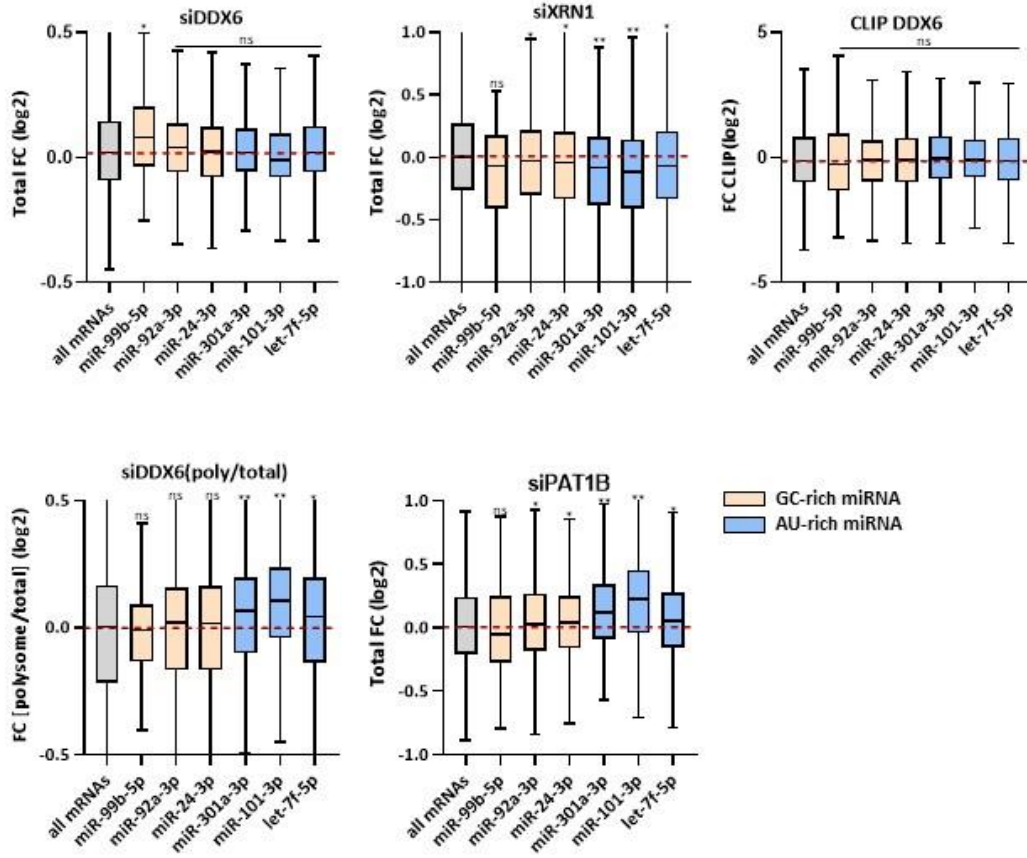 siDDX6
*
ns
Total FC (log2)
0.5
0.0
-0.5
all mRNAs
miR-99b-5p
miR-92a-3p
miR-24-3p
miR-301a-3p
miR-101-3p
let-7f-5p
siXRN1
ns
*
*
**
**
*
Total FC (log2)
1.0
0.5
0.0
-0.5
-1.0
all mRNAs
miR-99b-5p
miR-92a-3p
miR-24-3p
miR-301a-3p
miR-101-3p
let-7f-5p
CLIP DDX6
ns
FC CLIP(log2)
5
0
-5
all mRNAs
miR-99b-5p
miR-92a-3p
miR-24-3p
miR-301a-3p
miR-101-3p
let-7f-5p
siDDX6(poly/total)
ns
ns
ns
**
**
*
FC [polysome/total] (log2)
0.5
0.0
-0.5
all mRNAs
miR-99b-5p
miR-92a-3p
miR-24-3p
miR-301a-3p
miR-101-3p
let-7f-5p
siPAT1B
ns
*
*
**
**
*
Total FC (log2)
1.0
0.5
0.0
-0.5
-1.0
all mRNAs
miR-99b-5p
miR-92a-3p
miR-24-3p
miR-301a-3p
miR-101-3p
let-7f-5p
GC-rich miRNA
AU-rich miRNA